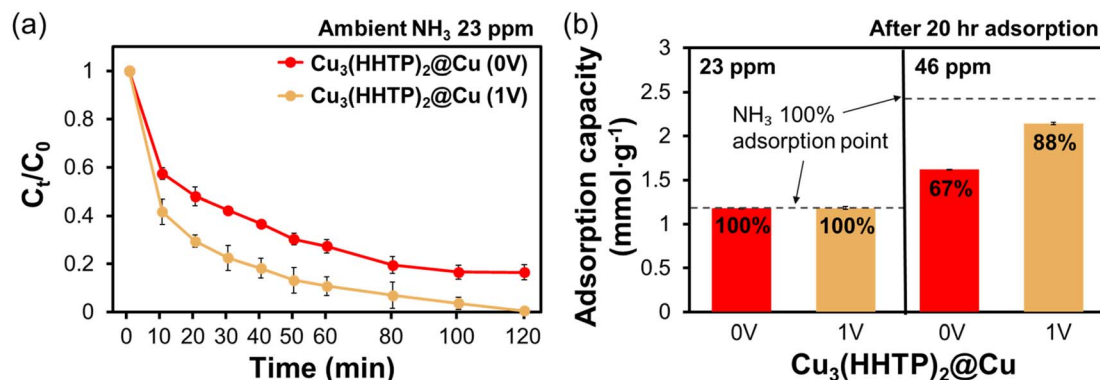 (a)
Ambient NH₃ 23 ppm
Cu₃(HHTP)₂@Cu (0V)
Cu₃(HHTP)₂@Cu (1V)
Cₜ/C₀
1
0.8
0.6
0.4
0.2
0
0 10 20 30 40 50 60 80 100 120
Time (min)
(b)
After 20 hr adsorption
23 ppm
46 ppm
NH₃ 100%
adsorption point
Adsorption capacity
(mmol·g⁻¹)
3
2.5
2
1.5
1
0.5
0
100%
100%
67%
88%
0V 1V 0V 1V
Cu₃(HHTP)₂@Cu